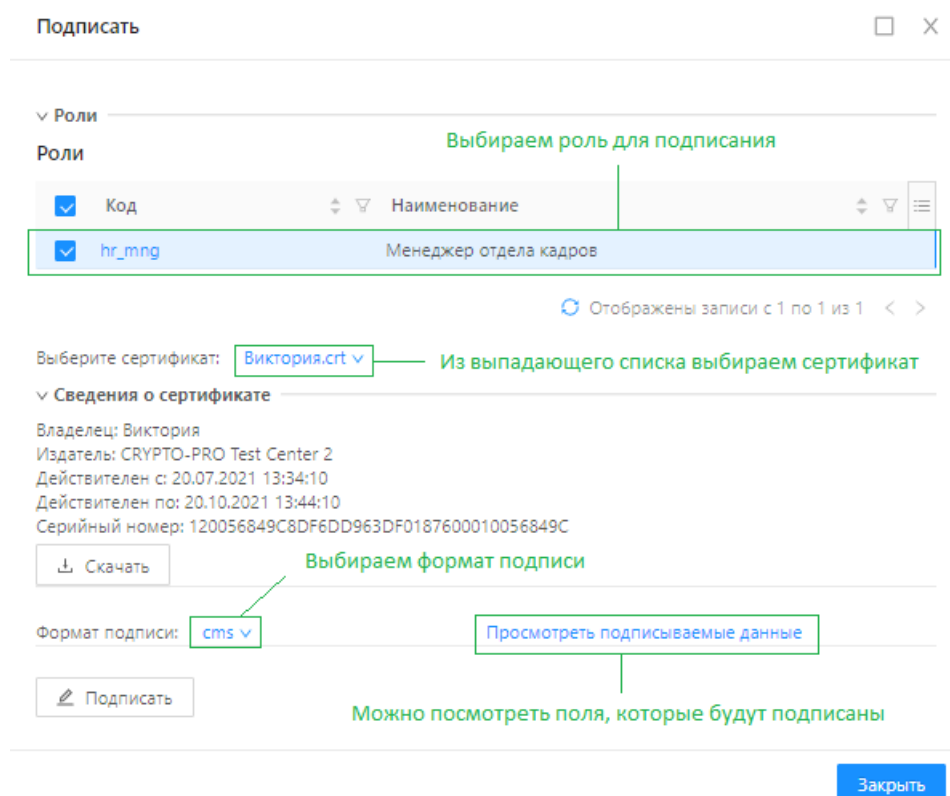 Подписать
Роли
Выбираем роль для подписания
Роли
Код Наименование
hr_mng Менеджер отдела кадров
Отображены записи с 1 по 1 из 1
Выберите сертификат: Виктория.crt Из выпадающего списка выбираем сертификат
Сведения о сертификате
Владелец: Виктория
Издатель: CRYPTO-PRO Test Center 2
Действителен с: 20.07.2021 13:34:10
Действителен по: 20.10.2021 13:44:10
Серийный номер: 120056849C8DF6DD963DF0187600010056849C
Выбираем формат подписи
Скачать
Формат подписи: cms Просмотреть подписываемые данные
Подписать
Можно посмотреть поля, которые будут подписаны
Закрыть